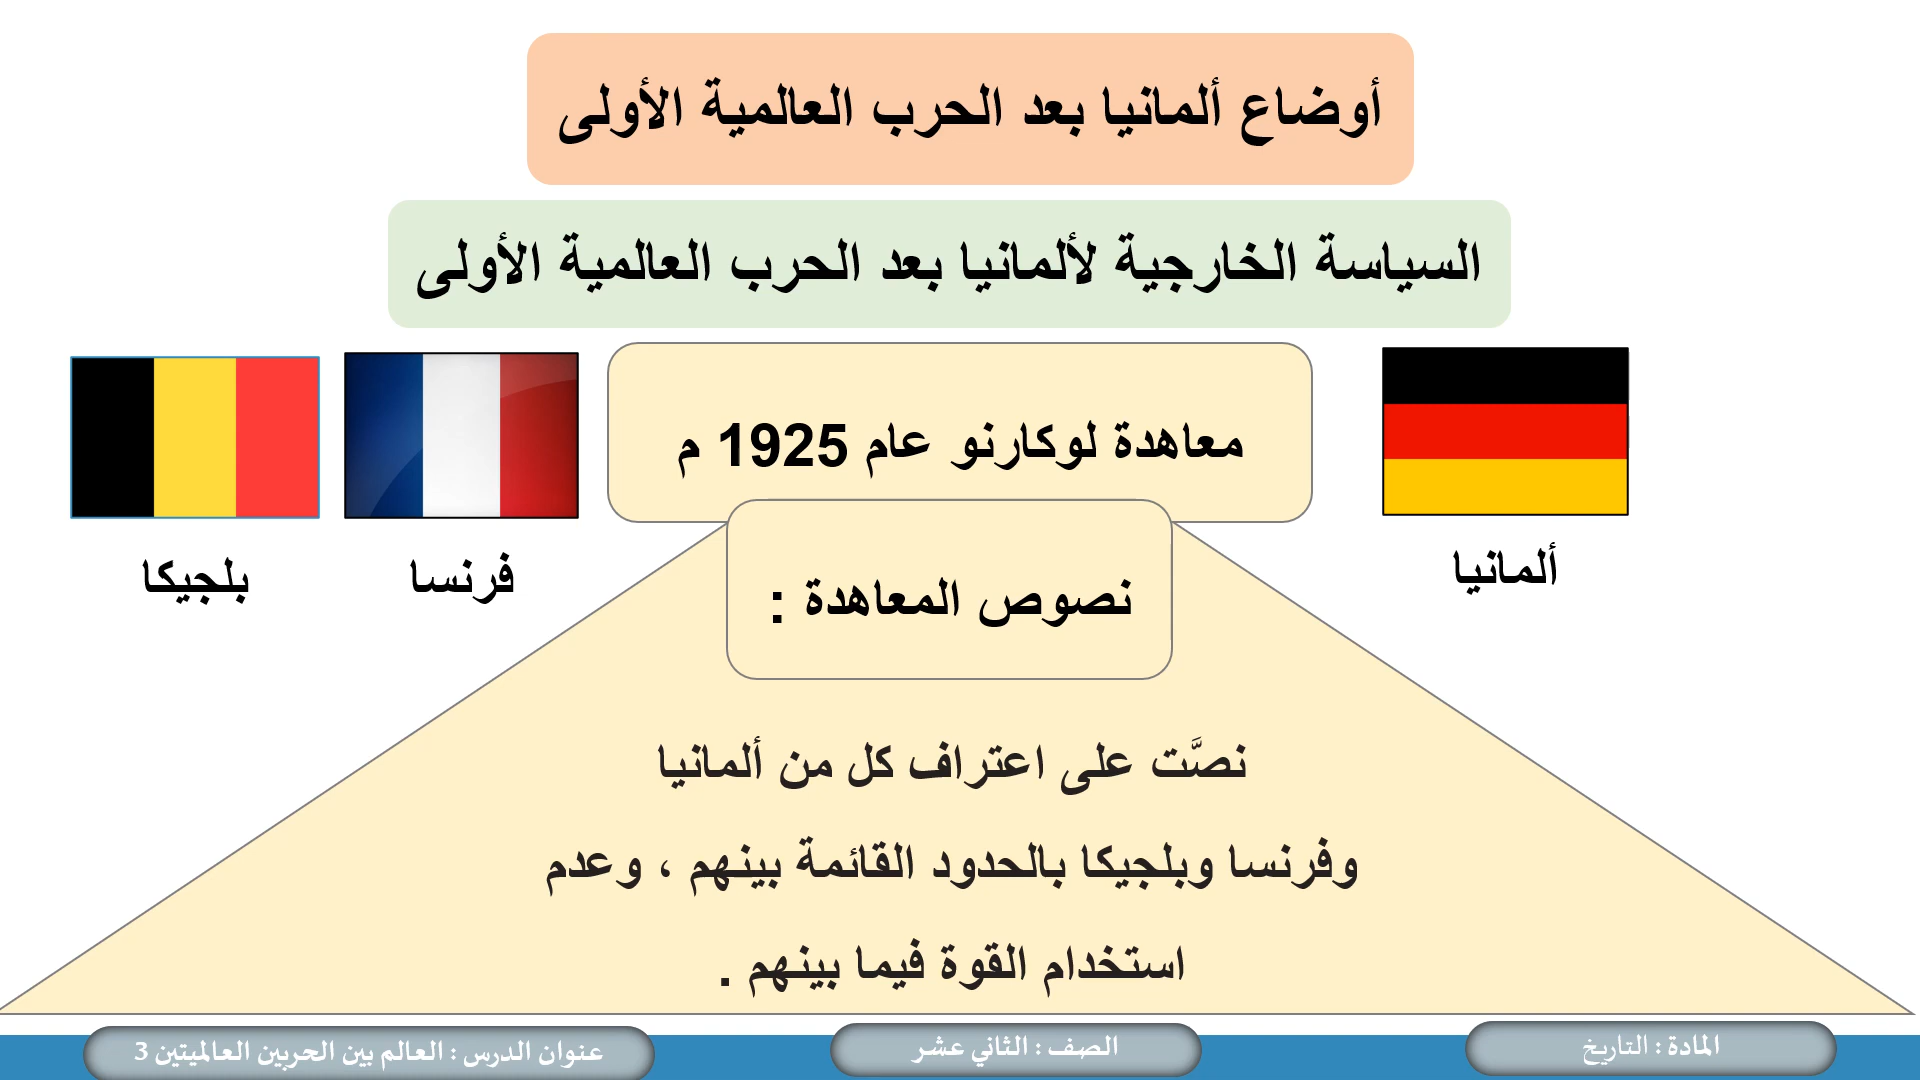 أوضاع ألمانيا بعد الحرب العالمية الأولى
السياسة الخارجية لألمانيا بعد الحرب العالمية الأولى
معاهدة لوكارنو عام 1925 م
ألمانيا
فرنسا
بلجيكا
نصوص المعاهدة :
نصَّت على اعتراف كل من ألمانيا
وفرنسا وبلجيكا بالحدود القائمة بينهم ، وعدم
استخدام القوة فيما بينهم .
المادة : التاريخ
الصف : الثاني عشر
عنوان الدرس : العالم بين الحربين العالميتين 3